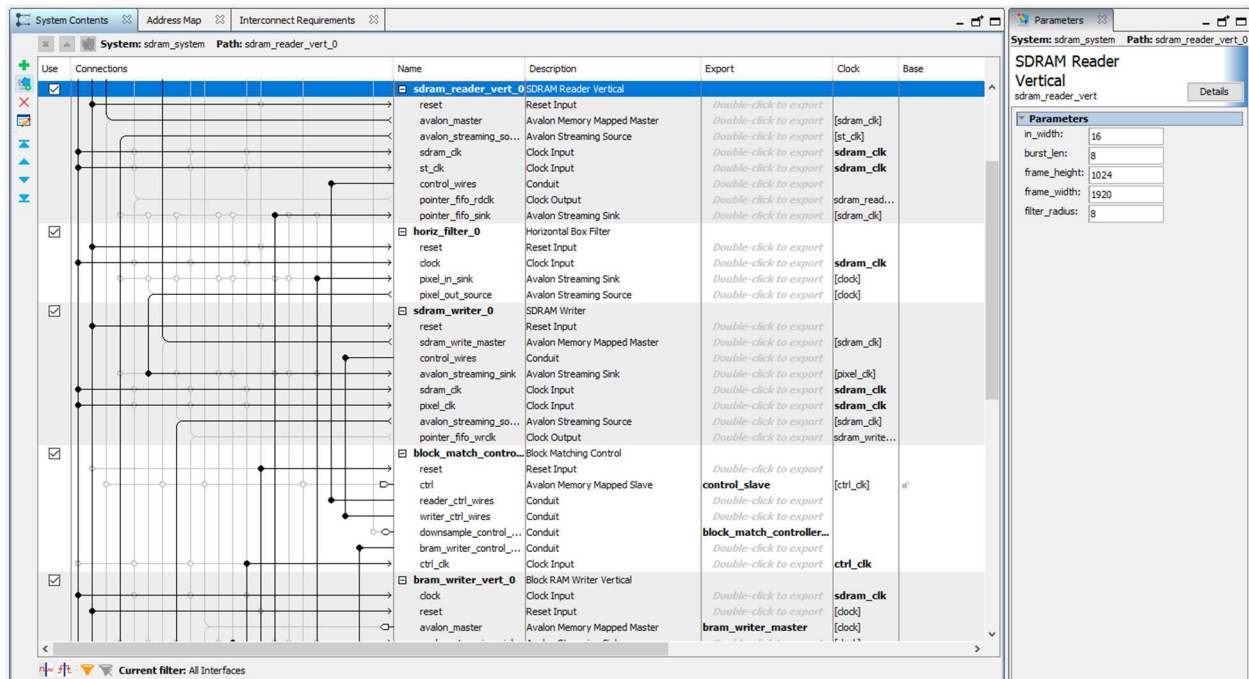 System Contents Address Map Interconnect Requirements
System: sdram_system Path: sdram_reader_vert_0
Use Connections Name Description Export Clock Base
sdram_reader_vert_0 SDRAM Reader Vertical
reset Reset Input Double-click to export
avalon_master Avalon Memory Mapped Master Double-click to export [sdram_clk]
avalon_streaming_so... Avalon Streaming Source Double-click to export [st_clk]
sdram_clk Clock Input Double-click to export sdram_clk
st_clk Clock Input Double-click to export sdram_clk
control_wires Conduit Double-click to export
pointer_fifo_rdclk Clock Output Double-click to export sdram_read...
pointer_fifo_sink Avalon Streaming Sink Double-click to export [sdram_clk]
horiz_filter_0 Horizontal Box Filter
reset Reset Input Double-click to export
clock Clock Input Double-click to export sdram_clk
pixel_in_sink Avalon Streaming Sink Double-click to export [clock]
pixel_out_source Avalon Streaming Source Double-click to export [clock]
sdram_writer_0 SDRAM Writer
reset Reset Input Double-click to export
sdram_write_master Avalon Memory Mapped Master Double-click to export [sdram_clk]
control_wires Conduit Double-click to export
avalon_streaming_sink Avalon Streaming Sink Double-click to export [pixel_clk]
sdram_clk Clock Input Double-click to export sdram_clk
pixel_clk Clock Input Double-click to export sdram_clk
avalon_streaming_so... Avalon Streaming Source Double-click to export [sdram_clk]
pointer_fifo_wrclk Clock Output Double-click to export sdram_write...
block_match_contro... Block Matching Control
reset Reset Input Double-click to export
ctrl Avalon Memory Mapped Slave control_slave [ctrl_clk]
reader_ctrl_wires Conduit Double-click to export
writer_ctrl_wires Conduit Double-click to export
downsample_control_... Conduit block_match_controller...
bram_writer_control_... Conduit Double-click to export
ctrl_clk Clock Input Double-click to export ctrl_clk
bram_writer_vert_0 Block RAM Writer Vertical
clock Clock Input Double-click to export sdram_clk
reset Reset Input Double-click to export [clock]
avalon_master Avalon Memory Mapped Master bram_writer_master [clock]
Current filter: All Interfaces
Parameters
System: sdram_system Path: sdram_reader_vert_0
SDRAM Reader
Vertical
sdram_reader_vert
Details
Parameters
in_width: 16
burst_len: 8
frame_height: 1024
frame_width: 1920
filter_radius: 8